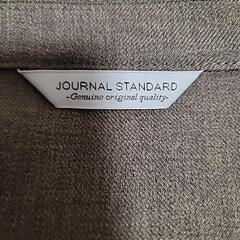 JOURNAL STANDARD
-Genuine original quality-